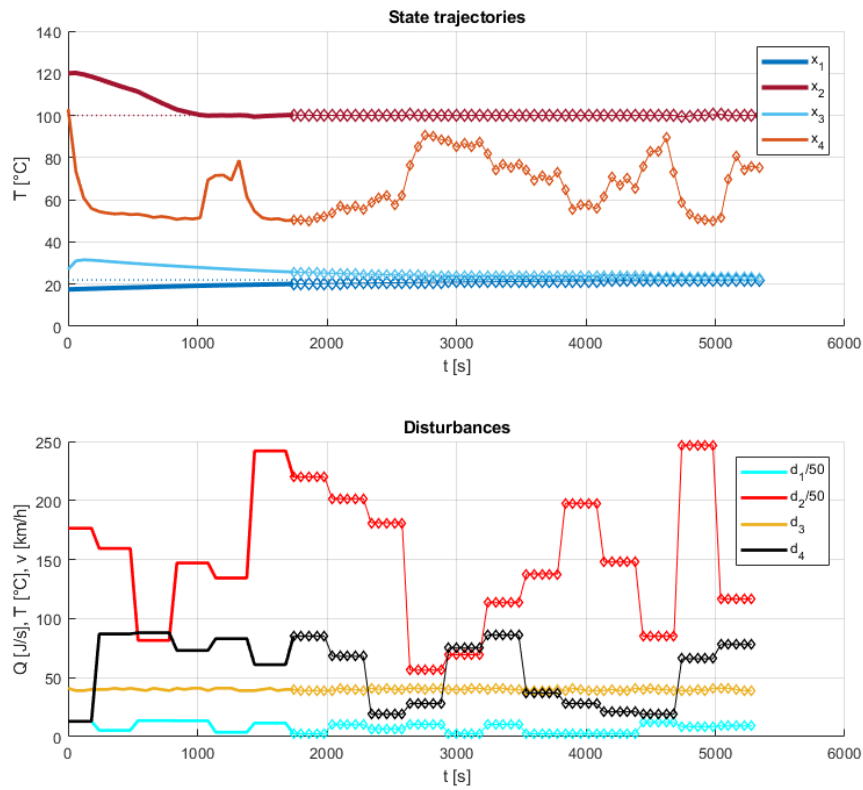 State trajectories
T [°C]
140
120
100
80
60
40
20
0
x1
x2
x3
x4
0 1000 2000 3000 4000 5000 6000
t [s]
Disturbances
Q [J/s], T [°C], v [km/h]
250
200
150
100
50
0
d1/50
d2/50
d3
d4
0 1000 2000 3000 4000 5000 6000
t [s]